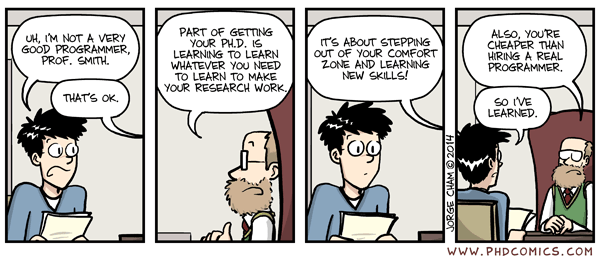 UH, I'M NOT A VERY
GOOD PROGRAMMER,
PROF. SMITH.
THAT'S OK.
PART OF GETTING
YOUR PH.D. IS
LEARNING TO LEARN
WHATEVER YOU NEED
TO LEARN TO MAKE
YOUR RESEARCH WORK.
IT'S ABOUT STEPPING
OUT OF YOUR COMFORT
ZONE AND LEARNING
NEW SKILLS!
ALSO, YOU'RE
CHEAPER THAN
HIRING A REAL
PROGRAMMER.
SO I'VE
LEARNED.
JORGE CHAM © 2014
WWW.PHDCOMICS.COM